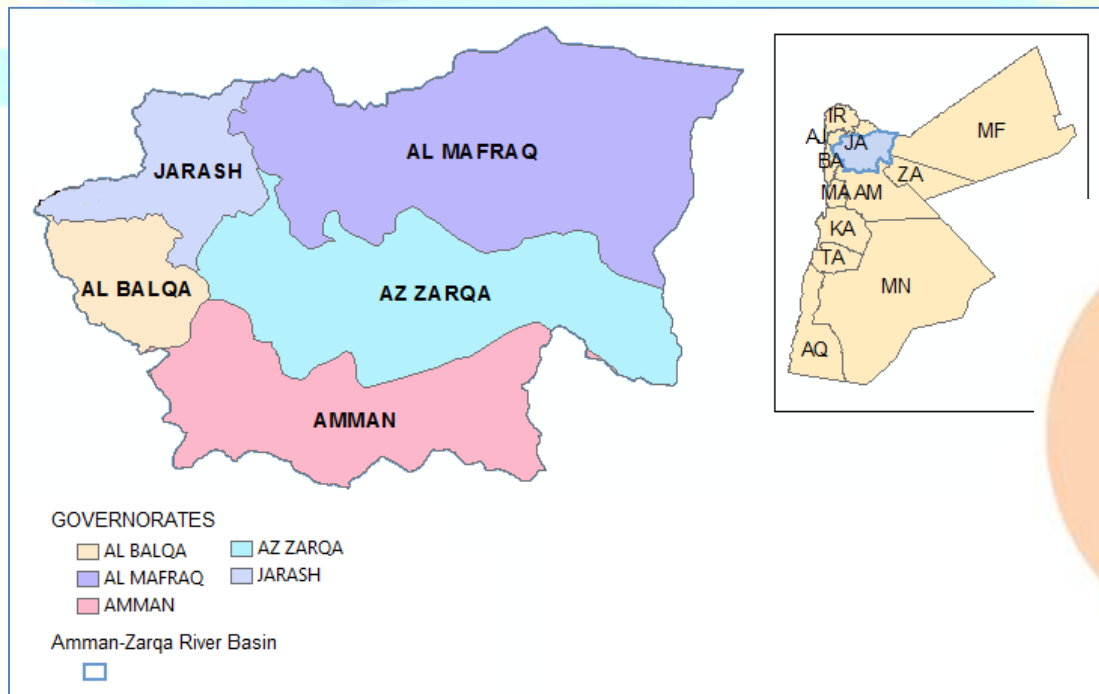 AL MAFRAQ
JARASH
AL BALQA
AZ ZARQA
AMMAN
IR
AJ
JA
MF
BA
ZA
MA
AM
KA
TA
MN
AQ
GOVERNORATES
AL BALQA
AZ ZARQA
AL MAFRAQ
JARASH
AMMAN
Amman-Zarqa River Basin